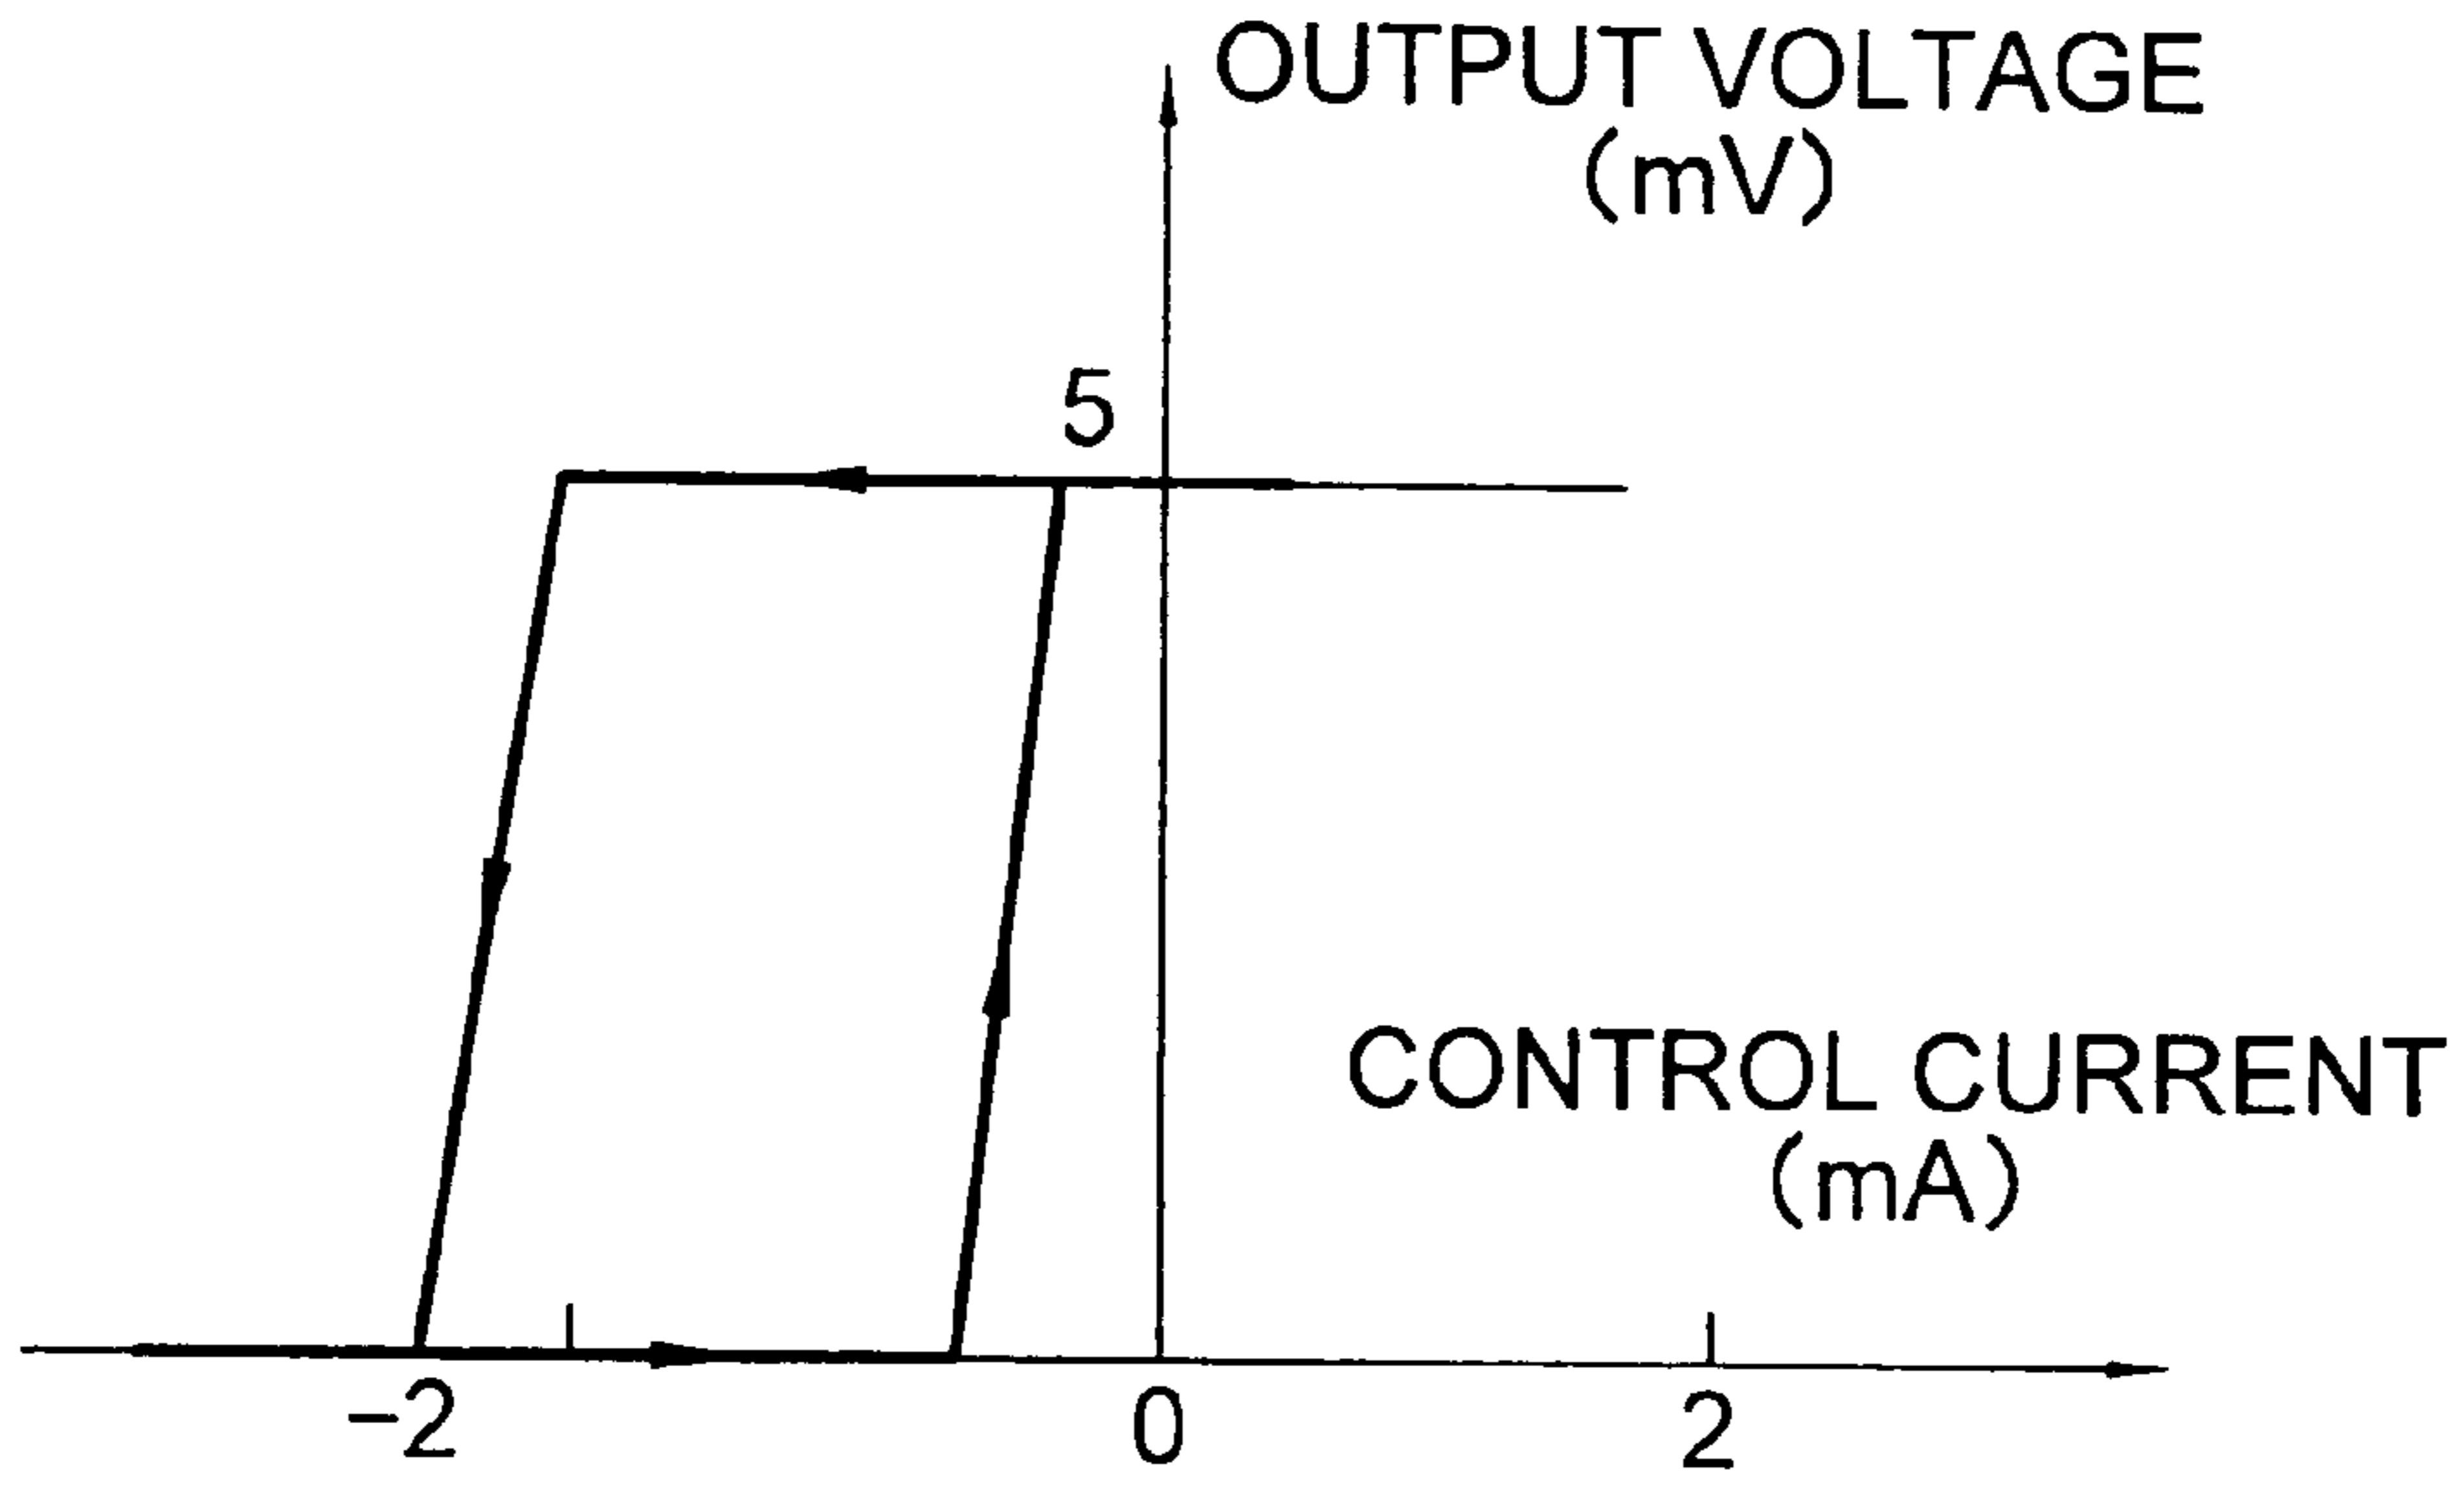 OUTPUT VOLTAGE
(mV)
5
CONTROL CURRENT
(mA)
-2
0
2